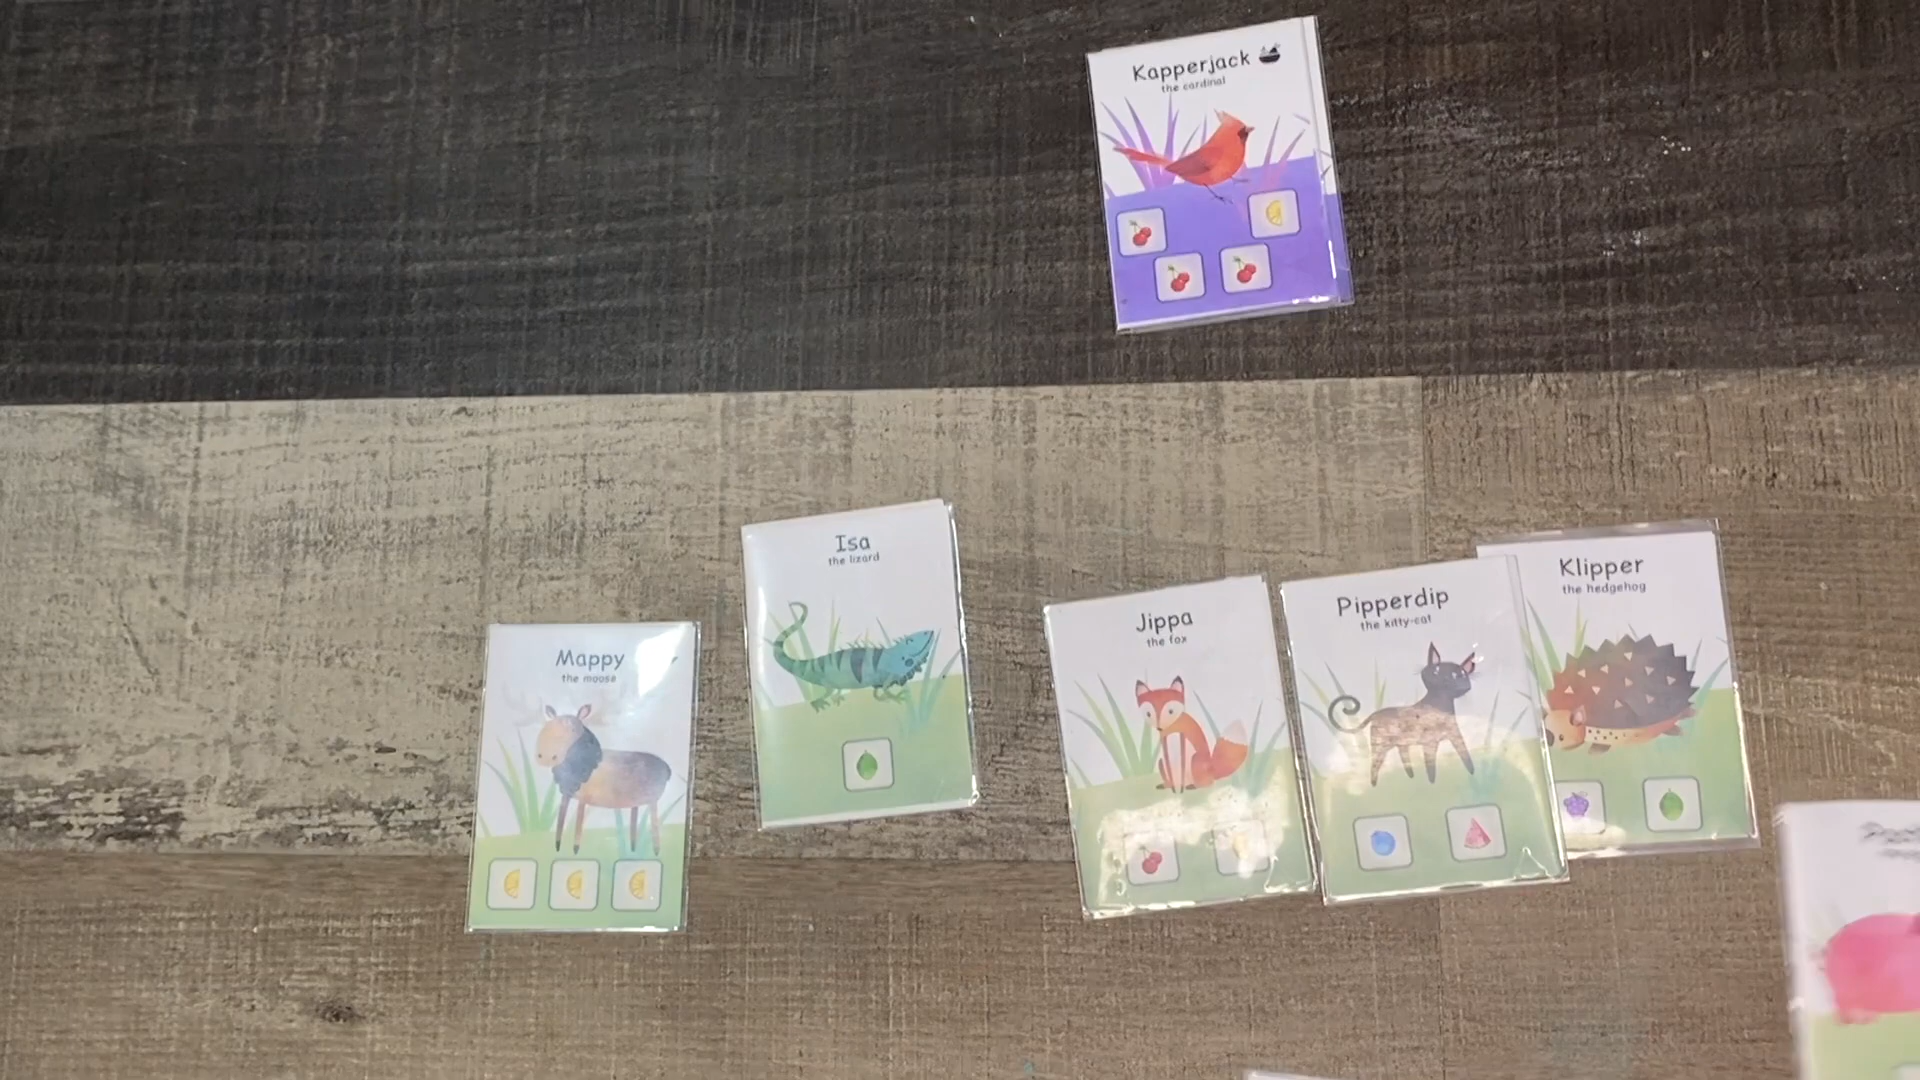 Kapperjack
the cardinal
Isa
the lizard
Klipper
the hedgehog
Pipperdip
the kitty-cat
Jippa
the fox
Mappy
the moose